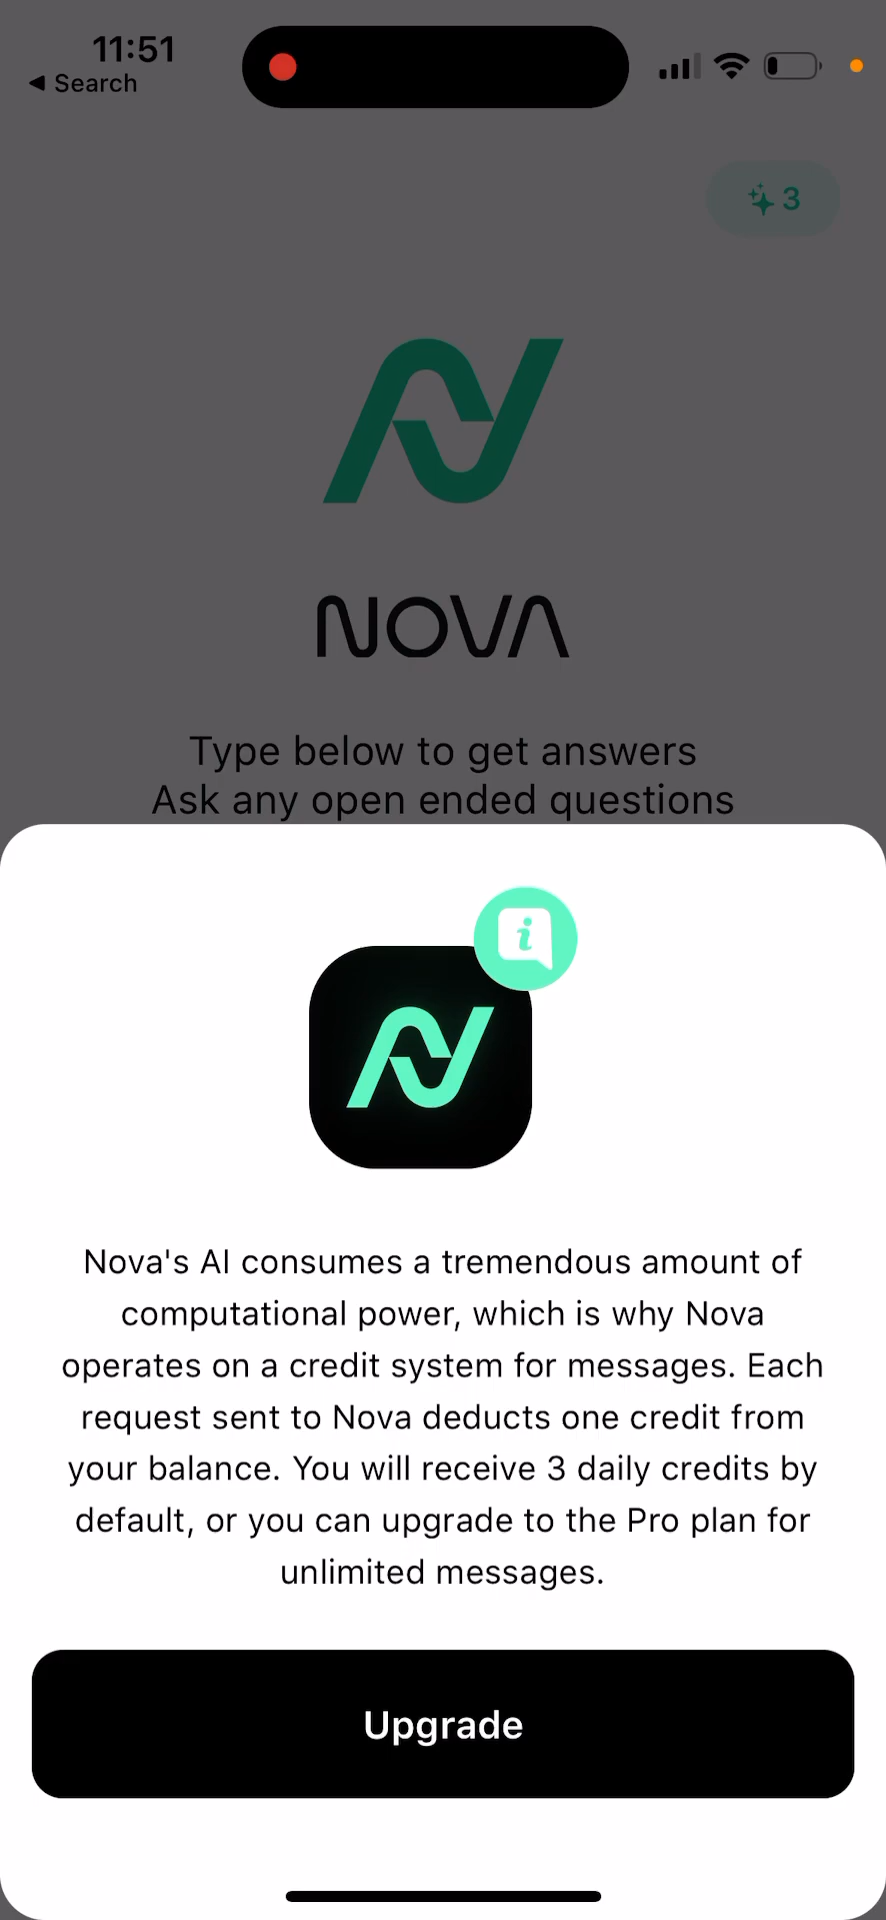 11:51
◀ Search
3
NOVA
Type below to get answers
Ask any open ended questions
Nova's AI consumes a tremendous amount of
computational power, which is why Nova
operates on a credit system for messages. Each
request sent to Nova deducts one credit from
your balance. You will receive 3 daily credits by
default, or you can upgrade to the Pro plan for
unlimited messages.
Upgrade